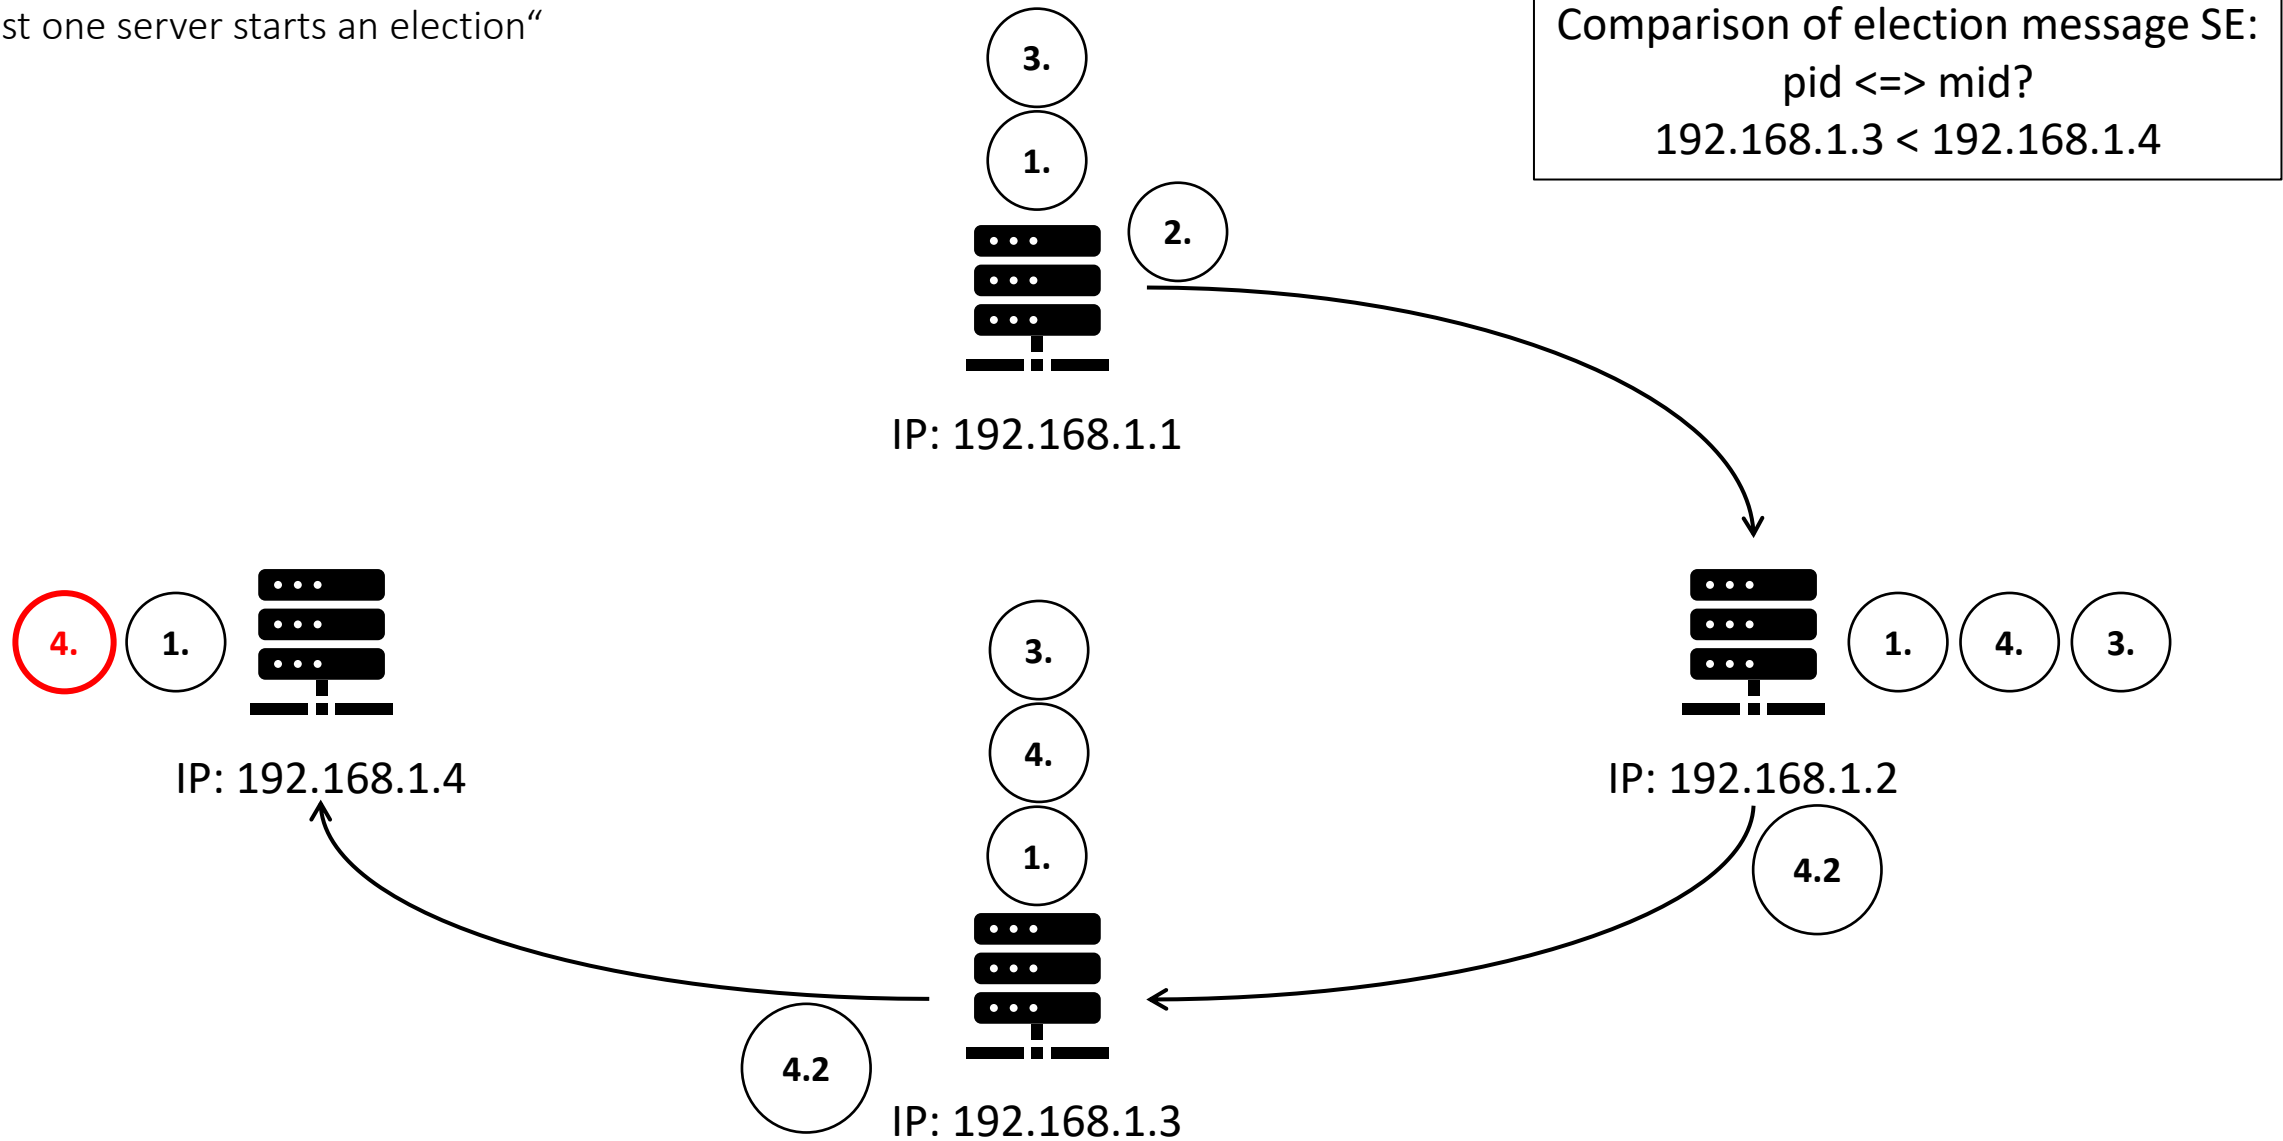 st one server starts an election“
Comparison of election message SE:
pid <=> mid?
192.168.1.3 < 192.168.1.4
3.
1.
2.
IP: 192.168.1.1
4.
1.
IP: 192.168.1.4
3.
4.
1.
1.
4.
3.
IP: 192.168.1.2
4.2
4.2
IP: 192.168.1.3